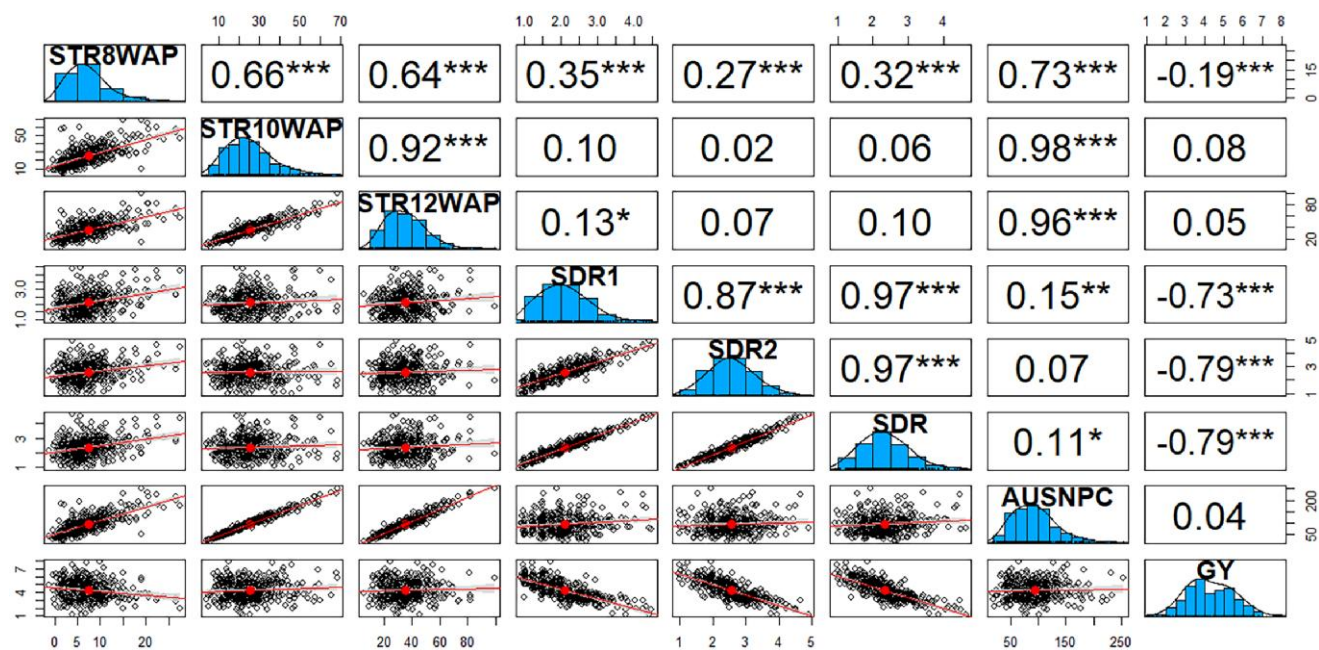 10 30 50 70 1.0 2.0 3.0 4.0 1 2 3 4 1 2 3 4 5 6 7 8
STR8WAP 0.66*** 0.64*** 0.35*** 0.27*** 0.32*** 0.73*** -0.19*** 0 15
10 50 STR10WAP 0.92*** 0.10 0.02 0.06 0.98*** 0.08
STR12WAP 0.13* 0.07 0.10 0.96*** 0.05 20 80
1.0 3.0 SDR1 0.87*** 0.97*** 0.15** -0.73***
SDR2 0.97*** 0.07 -0.79*** 1 3 5
1 3 SDR 0.11* -0.79***
AUSNPC 0.04 50 200
1 4 7 GY
0 5 10 20 20 40 60 80 1 2 3 4 5 50 150 250